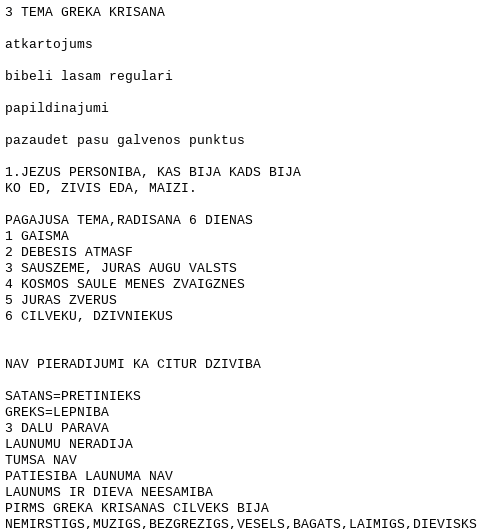 3 TEMA GREKA KRISANA
atkartojums
bibeli lasam regulari
papildinajumi
pazaudet pasu galvenos punktus
1.JEZUS PERSONIBA, KAS BIJA KADS BIJA
KO ED, ZIVIS EDA, MAIZI.
PAGAJUSA TEMA,RADISANA 6 DIENAS
1 GAISMA
2 DEBESIS ATMASF
3 SAUSZEME, JURAS AUGU VALSTS
4 KOSMOS SAULE MENES ZVAIGZNES
5 JURAS ZVERUS
6 CILVEKU, DZIVNIEKUS
NAV PIERADIJUMI KA CITUR DZIVIBA
SATANS=PRETINIEKS
GREKS=LEPNIBA
3 DALU PARAVA
LAUNUMU NERADIJA
TUMSA NAV
PATIESIBA LAUNUMA NAV
LAUNUMS IR DIEVA NEESAMIBA
PIRMS GREKA KRISANAS CILVEKS BIJA
NEMIRSTIGS,MUZIGS,BEZGREZIGS,VESELS,BAGATS,LAIMIGS,DIEVISKS